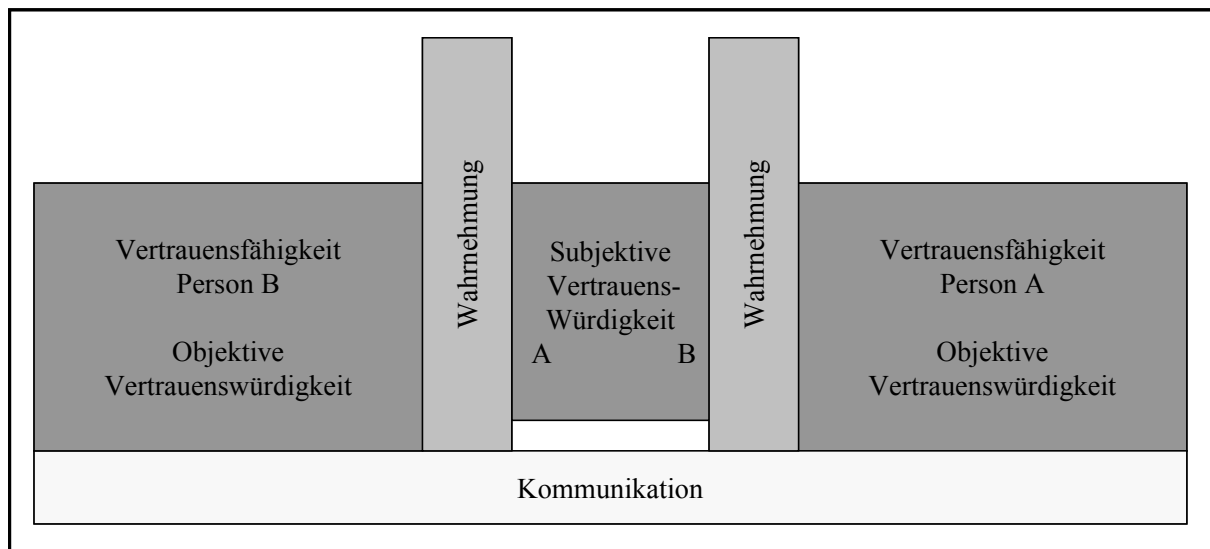 Vertrauensfähigkeit
Person B
Objektive
Vertrauenswürdigkeit
Wahrnehmung
Subjektive
Vertrauens-
Würdigkeit
A B
Wahrnehmung
Vertrauensfähigkeit
Person A
Objektive
Vertrauenswürdigkeit
Kommunikation